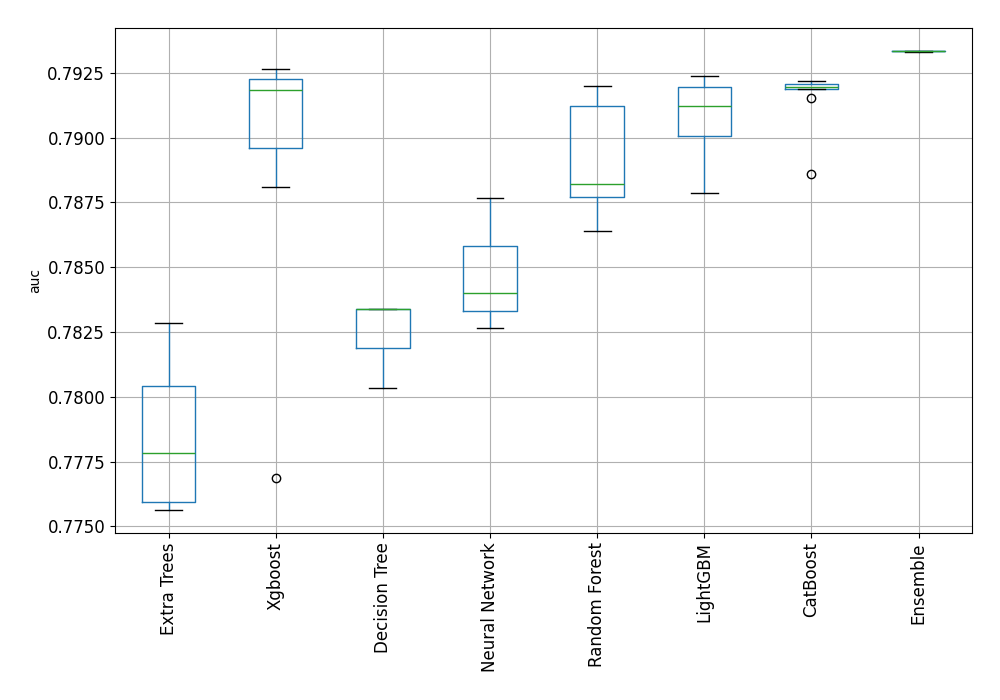 auc
0.7925
0.7900
0.7875
0.7850
0.7825
0.7800
0.7775
0.7750
Extra Trees
Xgboost
Decision Tree
Neural Network
Random Forest
LightGBM
CatBoost
Ensemble